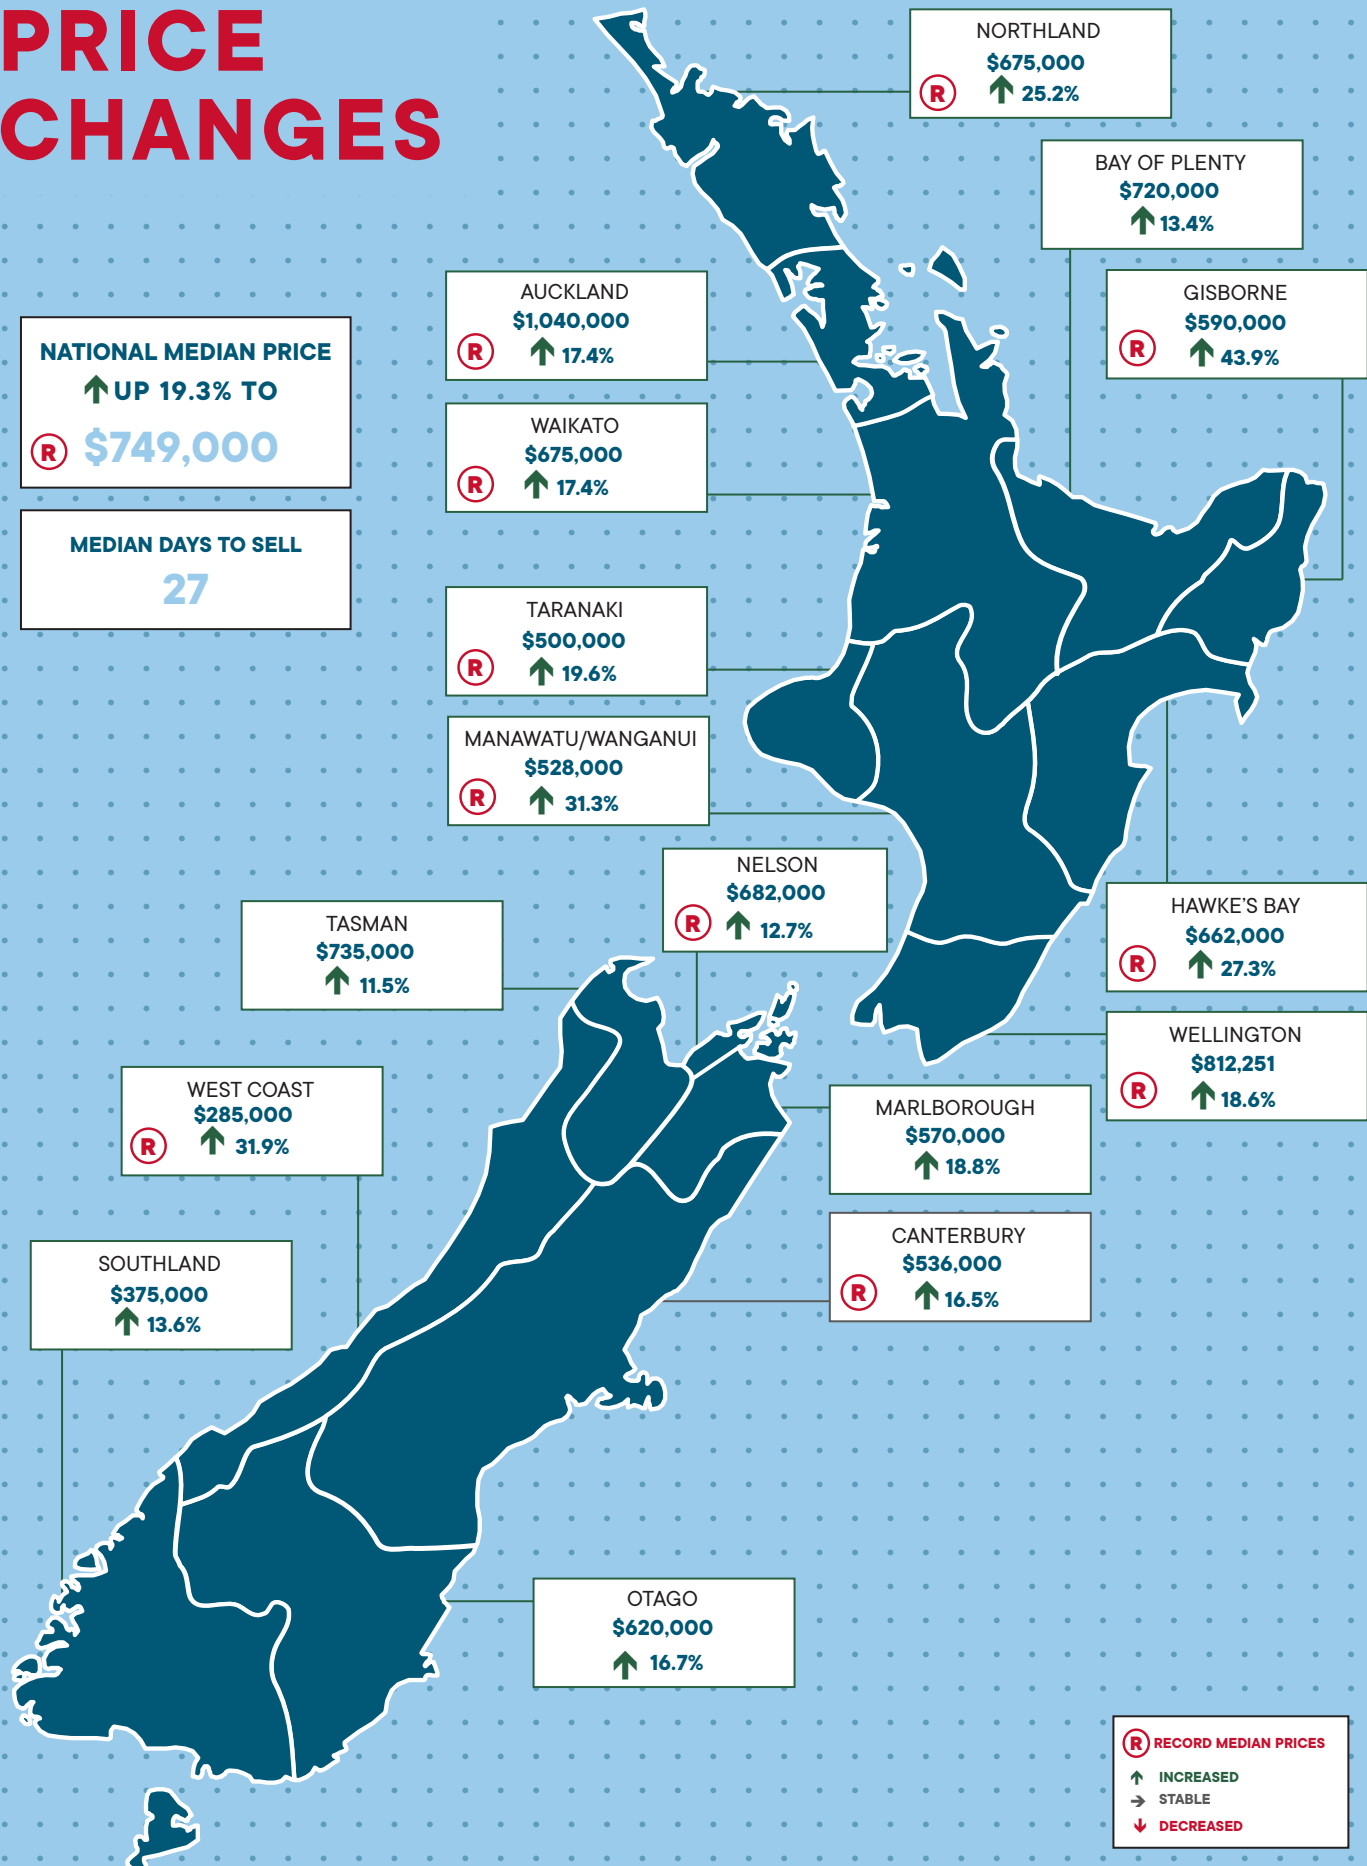 PRICE
CHANGES
NORTHLAND
$675,000
R
25.2%
BAY OF PLENTY
$720,000
13.4%
AUCKLAND
$1,040,000
R
17.4%
GISBORNE
$590,000
R
43.9%
NATIONAL MEDIAN PRICE
UP 19.3% TO
R
$749,000
WAIKATO
$675,000
R
17.4%
MEDIAN DAYS TO SELL
27
TARANAKI
$500,000
R
19.6%
MANAWATU/WANGANUI
$528,000
R
31.3%
NELSON
$682,000
R
12.7%
TASMAN
$735,000
11.5%
HAWKE'S BAY
$662,000
R
27.3%
WELLINGTON
$812,251
R
18.6%
WEST COAST
$285,000
R
31.9%
MARLBOROUGH
$570,000
18.8%
CANTERBURY
$536,000
R
16.5%
SOUTHLAND
$375,000
13.6%
OTAGO
$620,000
16.7%
R RECORD MEDIAN PRICES
INCREASED
STABLE
DECREASED